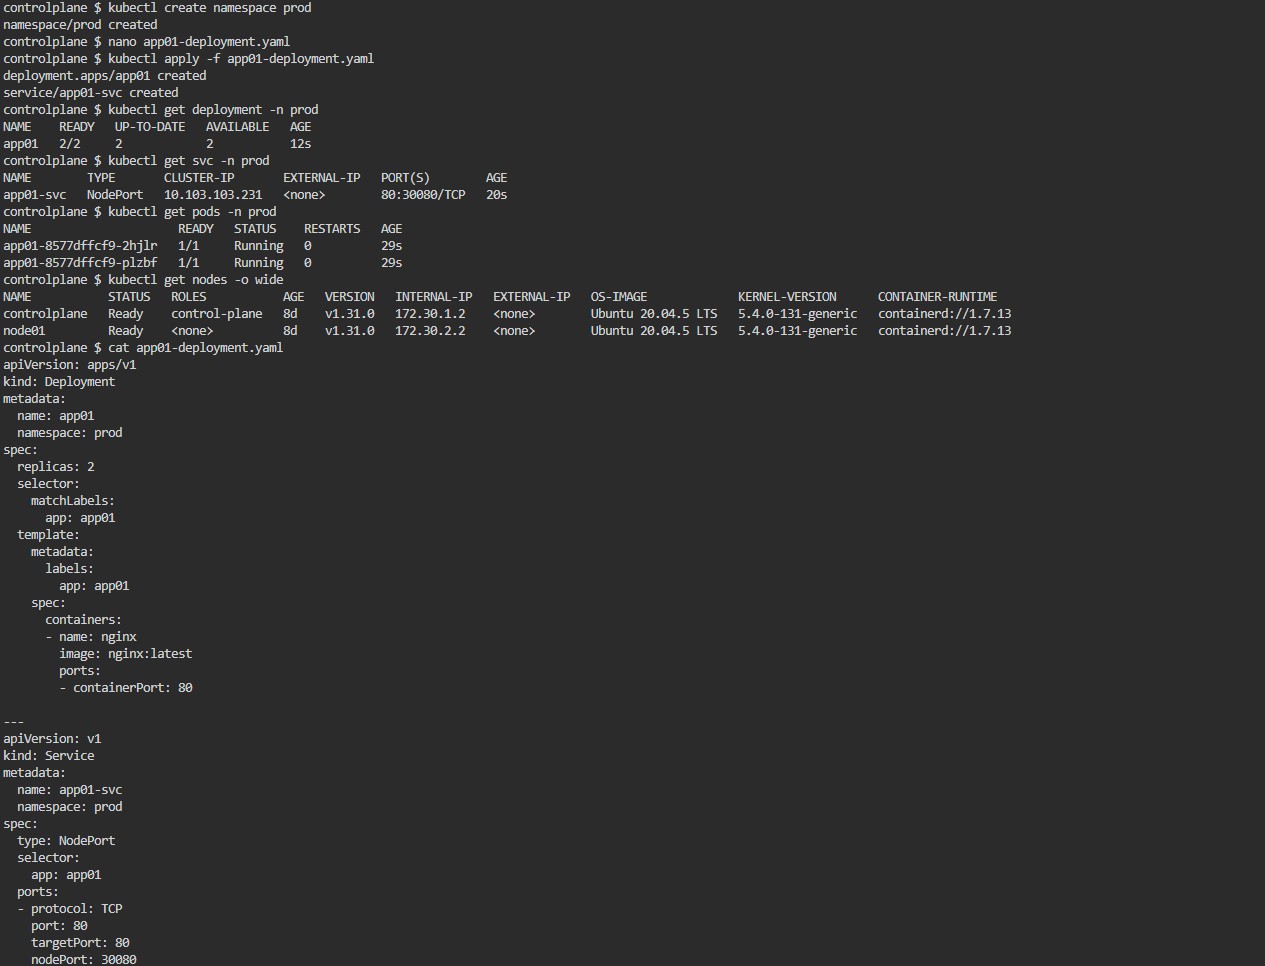 controlplane $ kubectl create namespace prod
namespace/prod created
controlplane $ nano app01-deployment.yaml
controlplane $ kubectl apply -f app01-deployment.yaml
deployment.apps/app01 created
service/app01-svc created
controlplane $ kubectl get deployment -n prod
NAME    READY   UP-TO-DATE   AVAILABLE   AGE
app01   2/2     2            2           12s
controlplane $ kubectl get svc -n prod
NAME        TYPE       CLUSTER-IP       EXTERNAL-IP   PORT(S)        AGE
app01-svc   NodePort   10.103.103.231   <none>        80:30080/TCP   20s
controlplane $ kubectl get pods -n prod
NAME                     READY   STATUS    RESTARTS   AGE
app01-8577dffcf9-2hjlr   1/1     Running   0          29s
app01-8577dffcf9-plzbf   1/1     Running   0          29s
controlplane $ kubectl get nodes -o wide
NAME           STATUS   ROLES           AGE   VERSION   INTERNAL-IP   EXTERNAL-IP   OS-IMAGE             KERNEL-VERSION      CONTAINER-RUNTIME
controlplane   Ready    control-plane   8d    v1.31.0   172.30.1.2    <none>        Ubuntu 20.04.5 LTS   5.4.0-131-generic   containerd://1.7.13
node01         Ready    <none>          8d    v1.31.0   172.30.2.2    <none>        Ubuntu 20.04.5 LTS   5.4.0-131-generic   containerd://1.7.13
controlplane $ cat app01-deployment.yaml
apiVersion: apps/v1
kind: Deployment
metadata:
  name: app01
  namespace: prod
spec:
  replicas: 2
  selector:
    matchLabels:
      app: app01
  template:
    metadata:
      labels:
        app: app01
    spec:
      containers:
      - name: nginx
        image: nginx:latest
        ports:
        - containerPort: 80

---
apiVersion: v1
kind: Service
metadata:
  name: app01-svc
  namespace: prod
spec:
  type: NodePort
  selector:
    app: app01
  ports:
  - protocol: TCP
    port: 80
    targetPort: 80
    nodePort: 30080